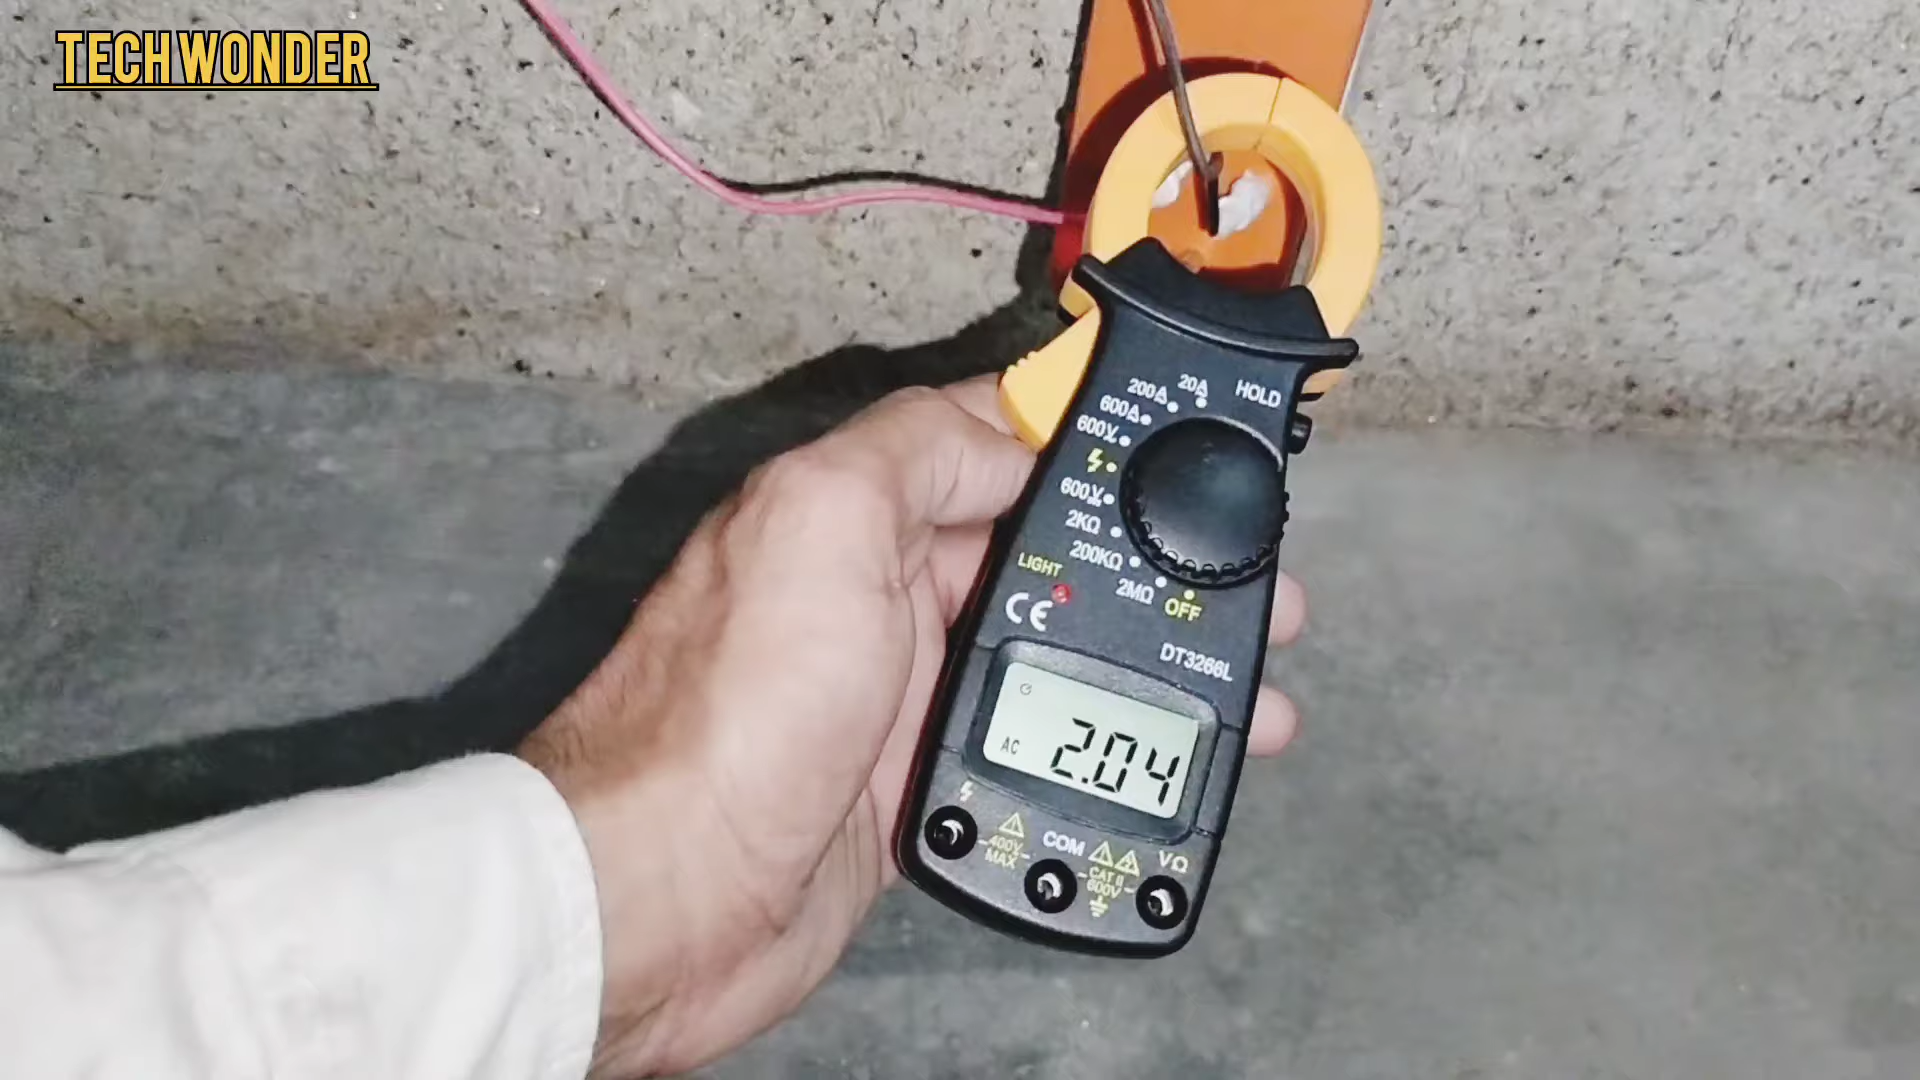 TECH WONDER
HOLD
20A
200A
600A
600V
600V
2KΩ
200KΩ
2MΩ
OFF
LIGHT
CE
DT3266L
AC 2.04
400V
MAX
COM
CAT II
600V
VΩ